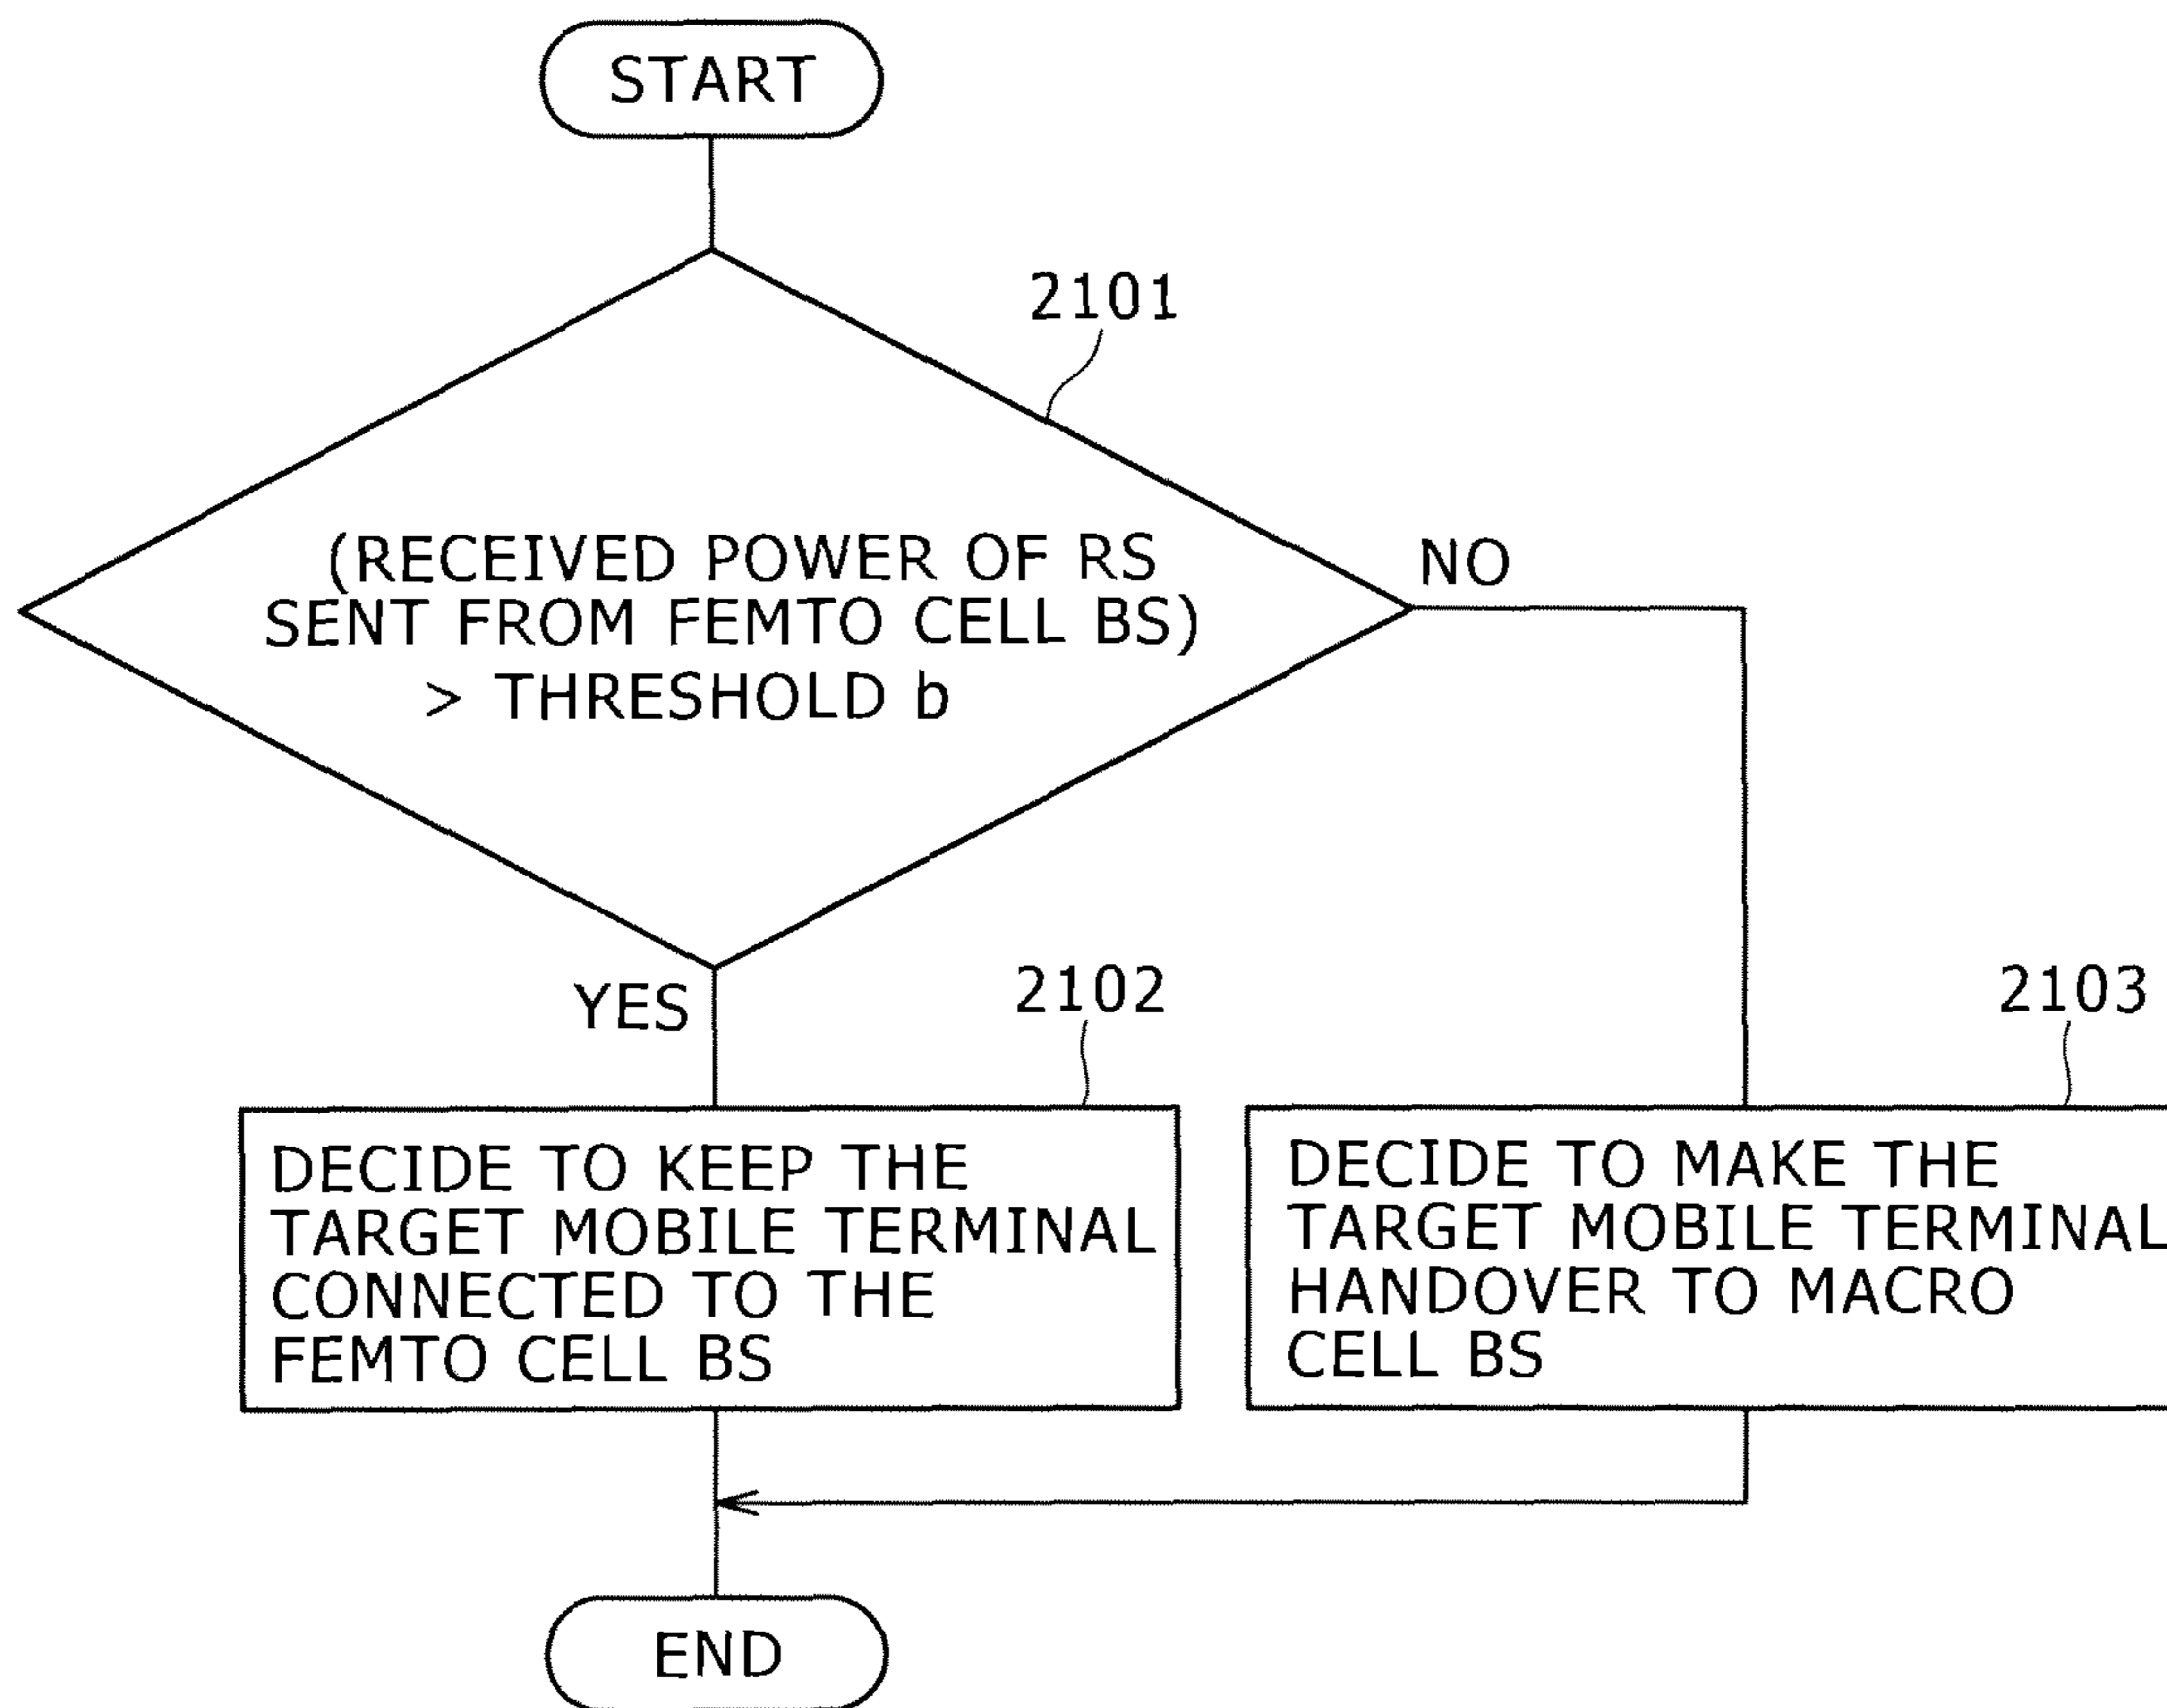 START
2101
(RECEIVED POWER OF RS
SENT FROM FEMTO CELL BS)
> THRESHOLD b
NO
YES
2102
DECIDE TO KEEP THE
TARGET MOBILE TERMINAL
CONNECTED TO THE
FEMTO CELL BS
2103
DECIDE TO MAKE THE
TARGET MOBILE TERMINAL
HANDOVER TO MACRO
CELL BS
END